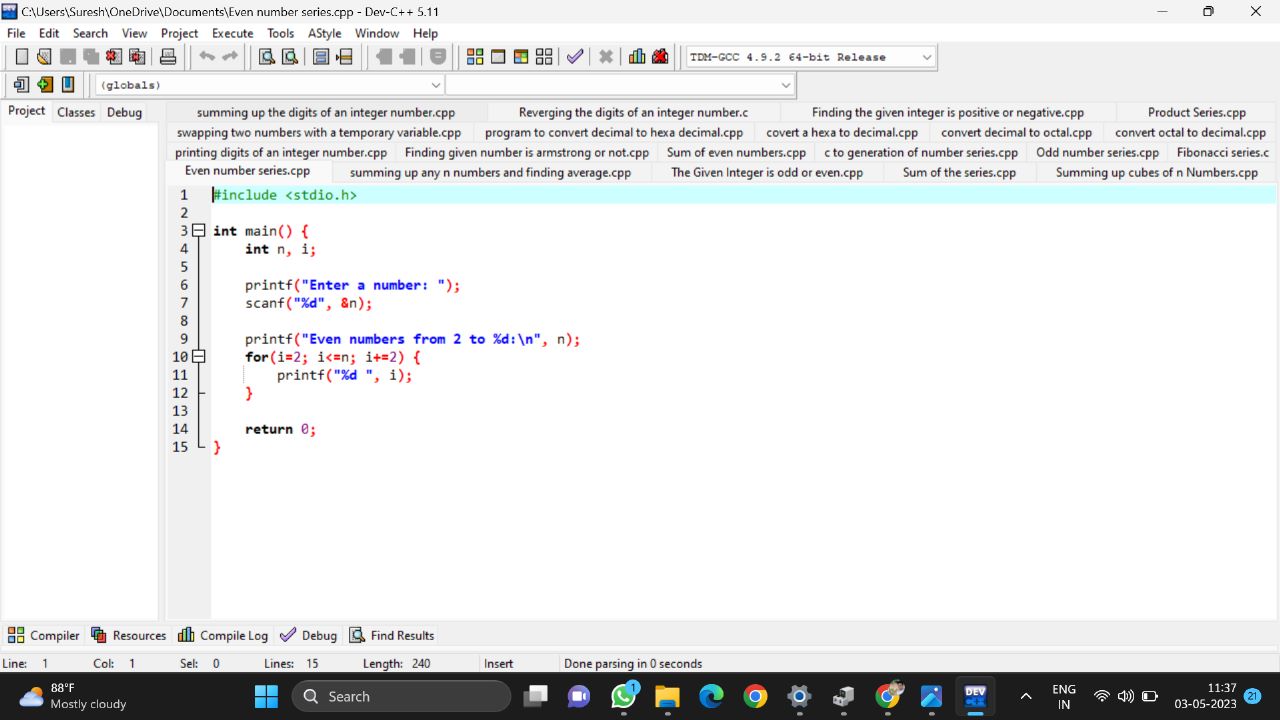 C:\Users\Suresh\OneDrive\Documents\Even number series.cpp - Dev-C++ 5.11
File Edit Search View Project Execute Tools AStyle Window Help
TDM-GCC 4.9.2 64-bit Release
(globals)
Project Classes Debug
summing up the digits of an integer number.cpp Reverging the digits of an integer number.c Finding the given integer is positive or negative.cpp Product Series.cpp
swapping two numbers with a temporary variable.cpp program to convert decimal to hexa decimal.cpp covert a hexa to decimal.cpp convert decimal to octal.cpp convert octal to decimal.cpp
printing digits of an integer number.cpp Finding given number is armstrong or not.cpp Sum of even numbers.cpp c to generation of number series.cpp Odd number series.cpp Fibonacci series.c
Even number series.cpp summing up any n numbers and finding average.cpp The Given Integer is odd or even.cpp Sum of the series.cpp Summing up cubes of n Numbers.cpp
1 #include <stdio.h>
2
3 int main() {
4 int n, i;
5
6 printf("Enter a number: ");
7 scanf("%d", &n);
8
9 printf("Even numbers from 2 to %d:\n", n);
10 for(i=2; i<=n; i+=2) {
11 printf("%d ", i);
12 }
13
14 return 0;
15 }
Compiler Resources Compile Log Debug Find Results
Line: 1 Col: 1 Sel: 0 Lines: 15 Length: 240 Insert Done parsing in 0 seconds
88°F
Mostly cloudy
Search
1
DEV
C++
ENG
IN
11:37
03-05-2023
21